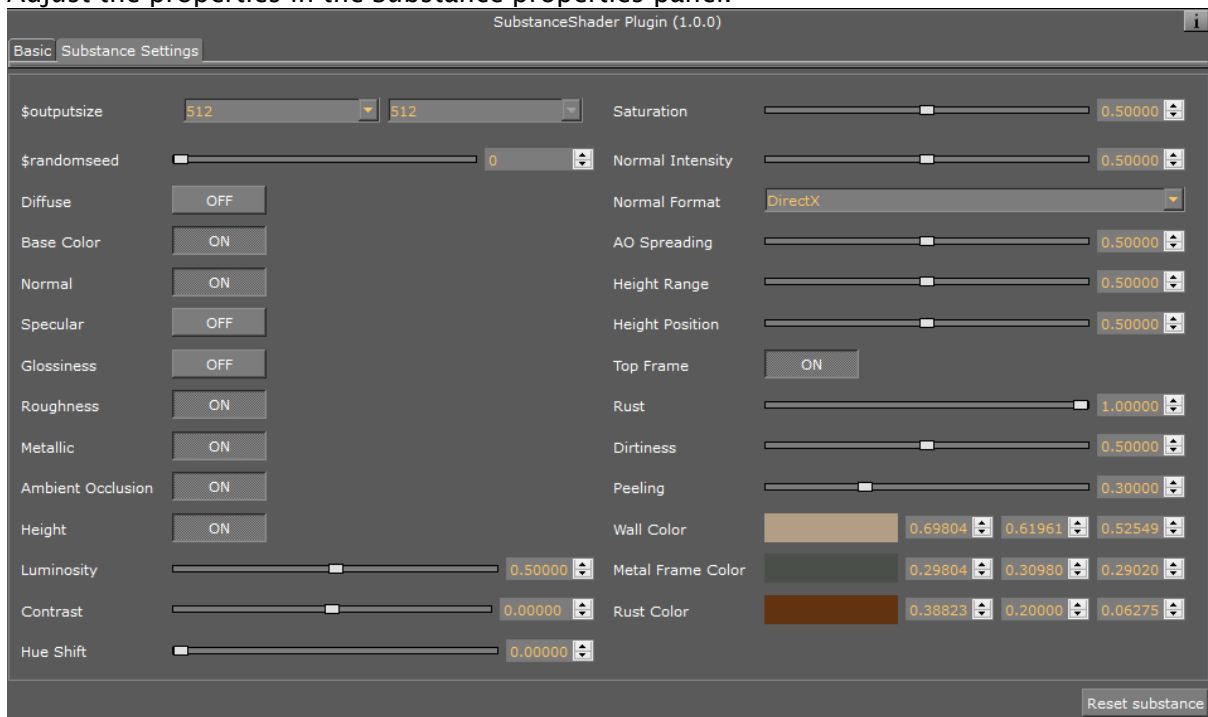 Adjust the properties in the Substance properties panel.
SubstanceShader Plugin (1.0.0)
i
Basic Substance Settings
$outputsize 512 512
$randomseed 0
Diffuse OFF
Base Color ON
Normal ON
Specular OFF
Glossiness OFF
Roughness ON
Metallic ON
Ambient Occlusion ON
Height ON
Luminosity 0.50000
Contrast 0.00000
Hue Shift 0.00000
Saturation 0.50000
Normal Intensity 0.50000
Normal Format DirectX
AO Spreading 0.50000
Height Range 0.50000
Height Position 0.50000
Top Frame ON
Rust 1.00000
Dirtiness 0.50000
Peeling 0.30000
Wall Color 0.69804 0.61961 0.52549
Metal Frame Color 0.29804 0.30980 0.29020
Rust Color 0.38823 0.20000 0.06275
Reset substance